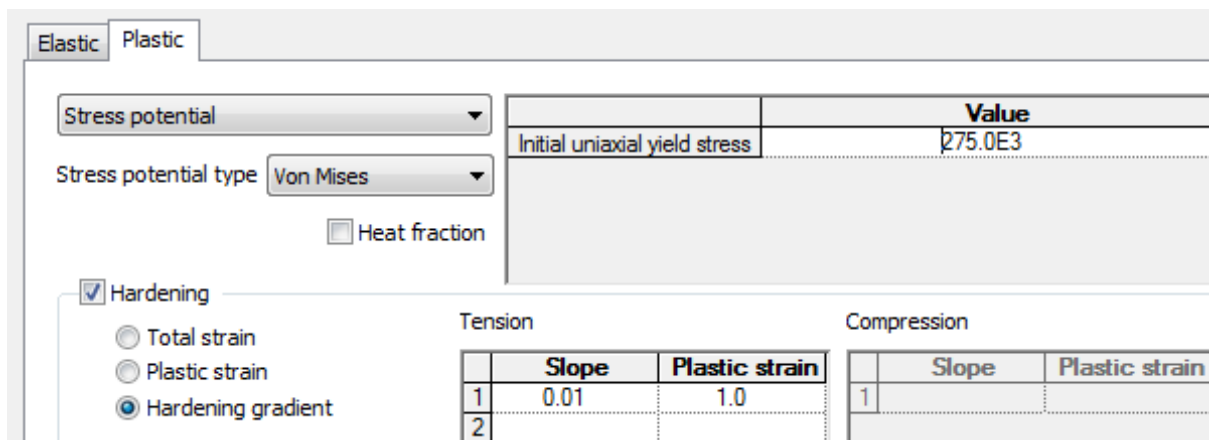 Elastic Plastic
Stress potential
Value
Initial uniaxial yield stress 275.0E3
Stress potential type Von Mises
Heat fraction
Hardening
Total strain
Plastic strain
Hardening gradient
Tension
Slope Plastic strain
1 0.01 1.0
2
Compression
Slope Plastic strain
1